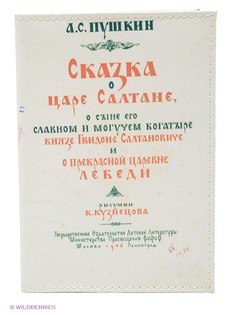 А.С. ПУШКИН
СКАЗКА
О
ЦАРЕ САЛТАНЕ,
О СЫНЕ ЕГО
СЛАВНОМ И МОГУЧЕМ БОГАТЫРЕ
КНЯЗЕ ГВИДОНЕ САЛТАНОВИЧЕ
И
О ПРЕКРАСНОЙ ЦАРЕВНЕ
ЛЕБЕДИ
РИСУНКИ
К. КУЗНЕЦОВА
Государственное Издательство Детской Литературы
Министерства Просвещения РСФСР
Москва Ленинград
© WILDBERRIES